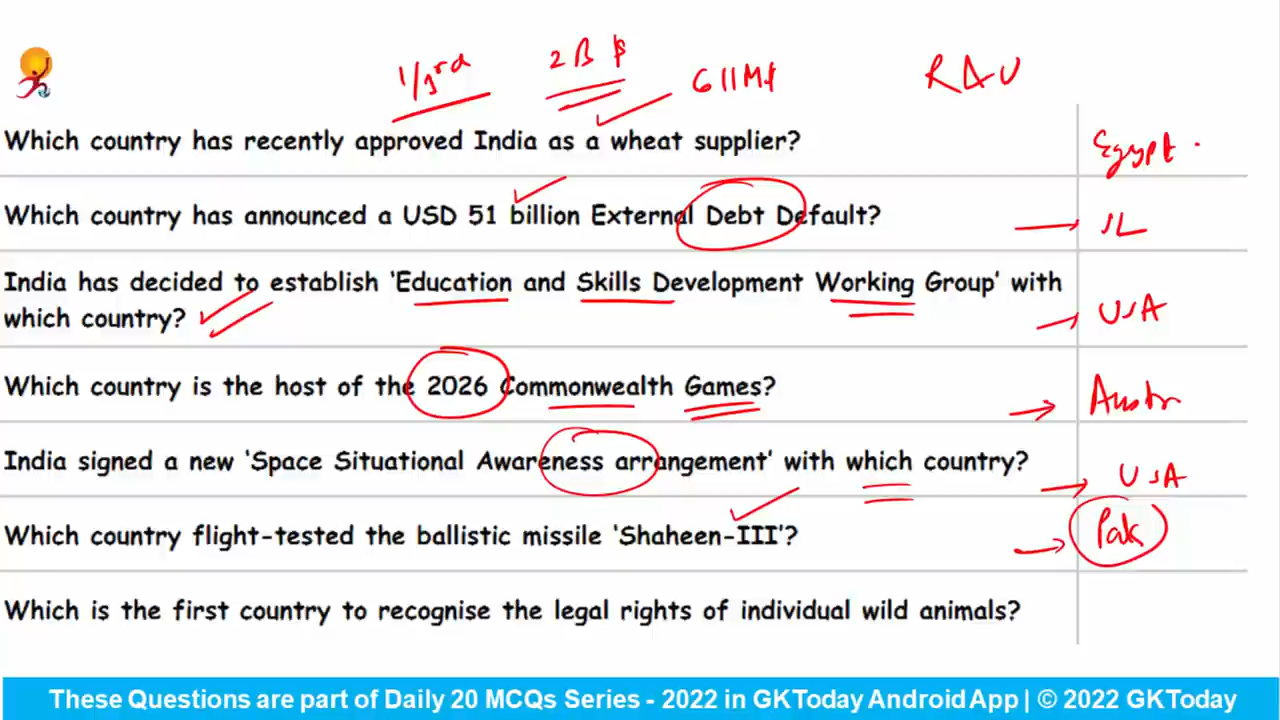 1/3rd 2B $ 611M$ RAU
Which country has recently approved India as a wheat supplier? Egypt
Which country has announced a USD 51 billion External Debt Default? SL
India has decided to establish 'Education and Skills Development Working Group' with
which country? USA
Which country is the host of the 2026 Commonwealth Games? Austr
India signed a new 'Space Situational Awareness arrangement' with which country? USA
Which country flight-tested the ballistic missile 'Shaheen-III'? Pak
Which is the first country to recognise the legal rights of individual wild animals?
These Questions are part of Daily 20 MCQs Series - 2022 in GKToday Android App | © 2022 GKToday